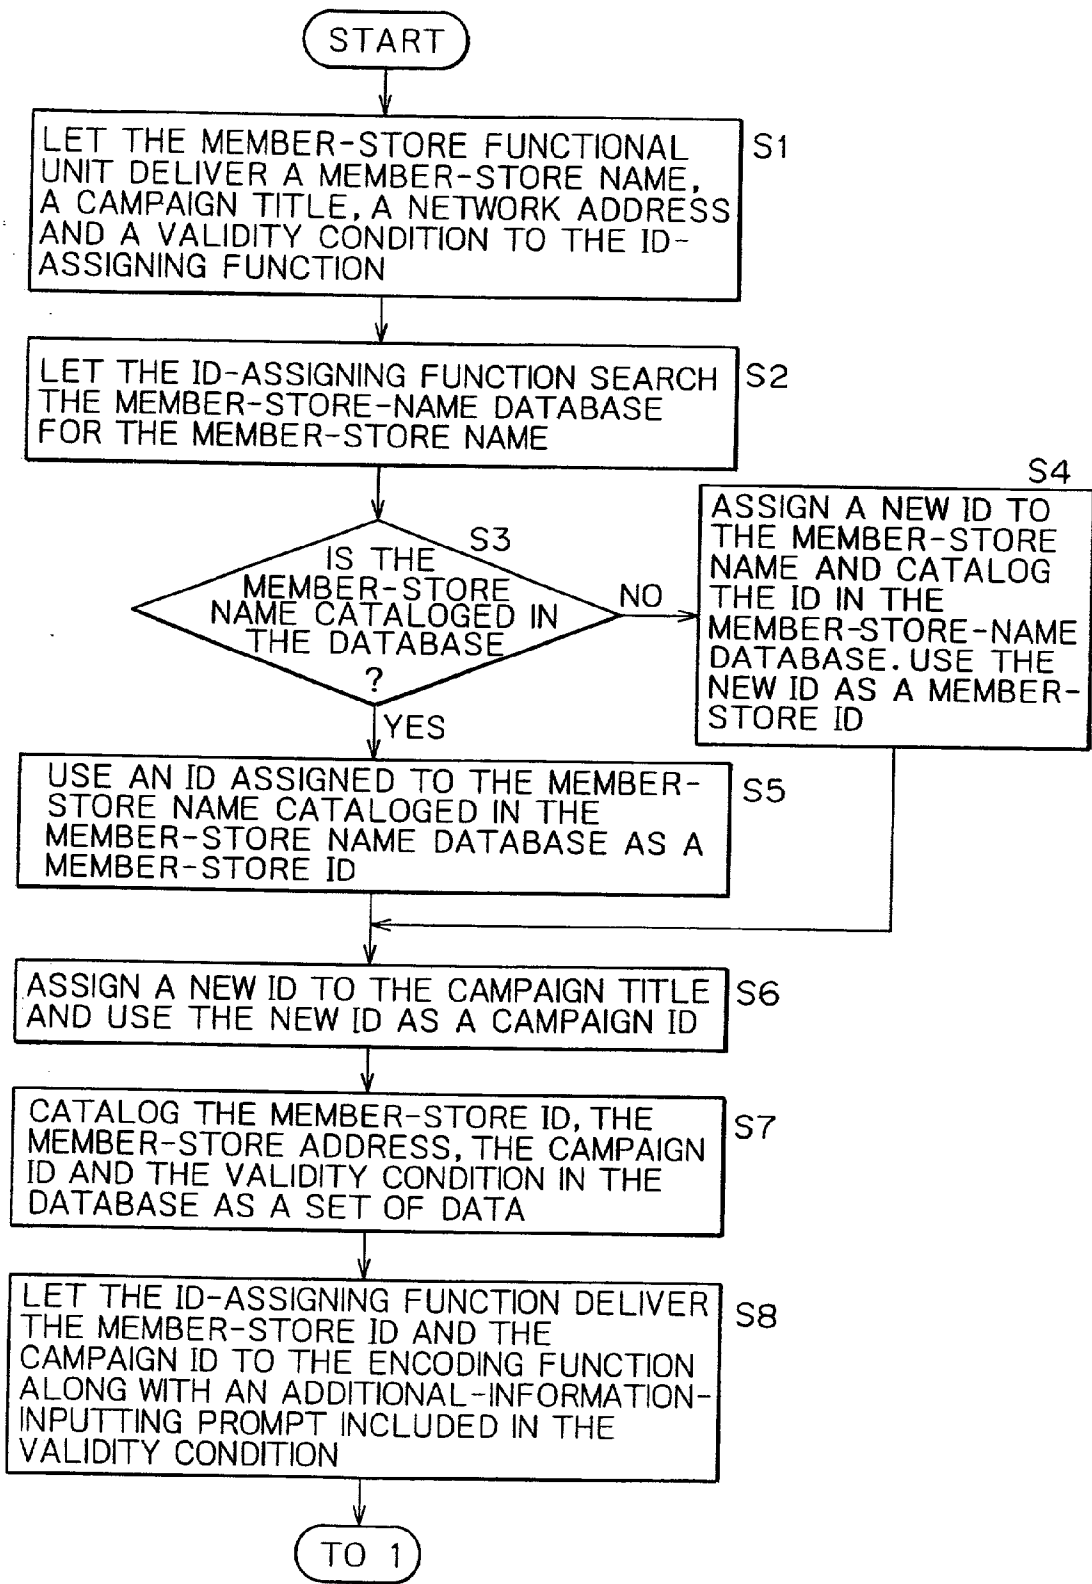 START
S1
LET THE MEMBER-STORE FUNCTIONAL
UNIT DELIVER A MEMBER-STORE NAME,
A CAMPAIGN TITLE, A NETWORK ADDRESS
AND A VALIDITY CONDITION TO THE ID-
ASSIGNING FUNCTION
S2
LET THE ID-ASSIGNING FUNCTION SEARCH
THE MEMBER-STORE-NAME DATABASE
FOR THE MEMBER-STORE NAME
S3
IS THE
MEMBER-STORE
NAME CATALOGED IN
THE DATABASE
?
NO
YES
S4
ASSIGN A NEW ID TO
THE MEMBER-STORE
NAME AND CATALOG
THE ID IN THE
MEMBER-STORE-NAME
DATABASE. USE THE
NEW ID AS A MEMBER-
STORE ID
S5
USE AN ID ASSIGNED TO THE MEMBER-
STORE NAME CATALOGED IN THE
MEMBER-STORE NAME DATABASE AS A
MEMBER-STORE ID
S6
ASSIGN A NEW ID TO THE CAMPAIGN TITLE
AND USE THE NEW ID AS A CAMPAIGN ID
S7
CATALOG THE MEMBER-STORE ID, THE
MEMBER-STORE ADDRESS, THE CAMPAIGN
ID AND THE VALIDITY CONDITION IN THE
DATABASE AS A SET OF DATA
S8
LET THE ID-ASSIGNING FUNCTION DELIVER
THE MEMBER-STORE ID AND THE
CAMPAIGN ID TO THE ENCODING FUNCTION
ALONG WITH AN ADDITIONAL-INFORMATION-
INPUTTING PROMPT INCLUDED IN THE
VALIDITY CONDITION
TO 1